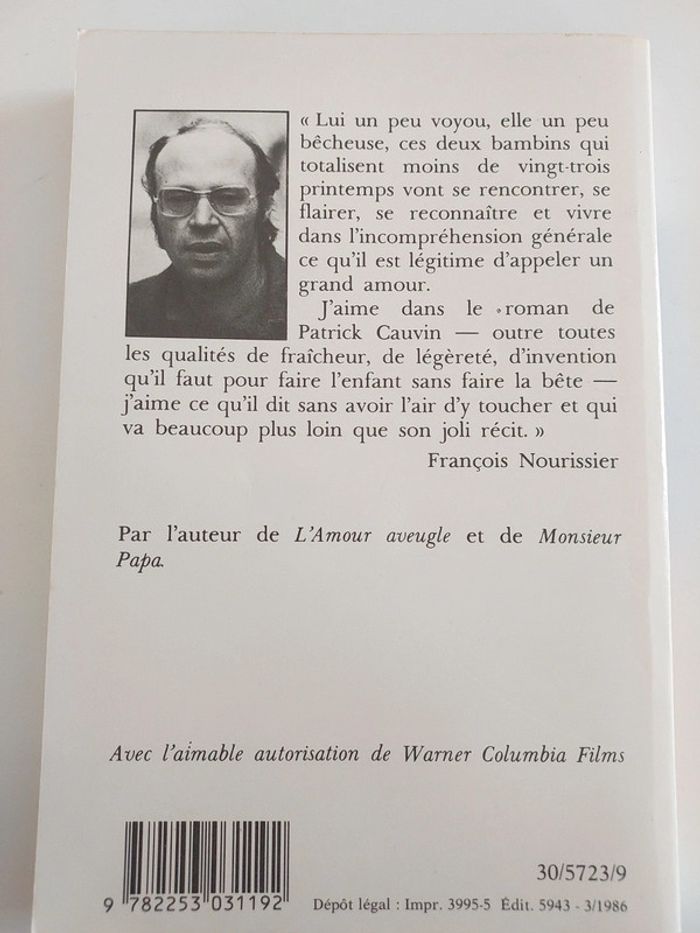 « Lui un peu voyou, elle un peu
bêcheuse, ces deux bambins qui
totalisent moins de vingt-trois
printemps vont se rencontrer, se
flairer, se reconnaître et vivre
dans l'incompréhension générale
ce qu'il est légitime d'appeler un
grand amour.
J'aime dans le roman de
Patrick Cauvin — outre toutes
les qualités de fraîcheur, de légèreté, d'invention
qu'il faut pour faire l'enfant sans faire la bête —
j'aime ce qu'il dit sans avoir l'air d'y toucher et qui
va beaucoup plus loin que son joli récit. »
François Nourissier
Par l'auteur de L'Amour aveugle et de Monsieur
Papa.
Avec l'aimable autorisation de Warner Columbia Films
30/5723/9
9 782253 031192
Dépôt légal : Impr. 3995-5 Édit. 5943 - 3/1986